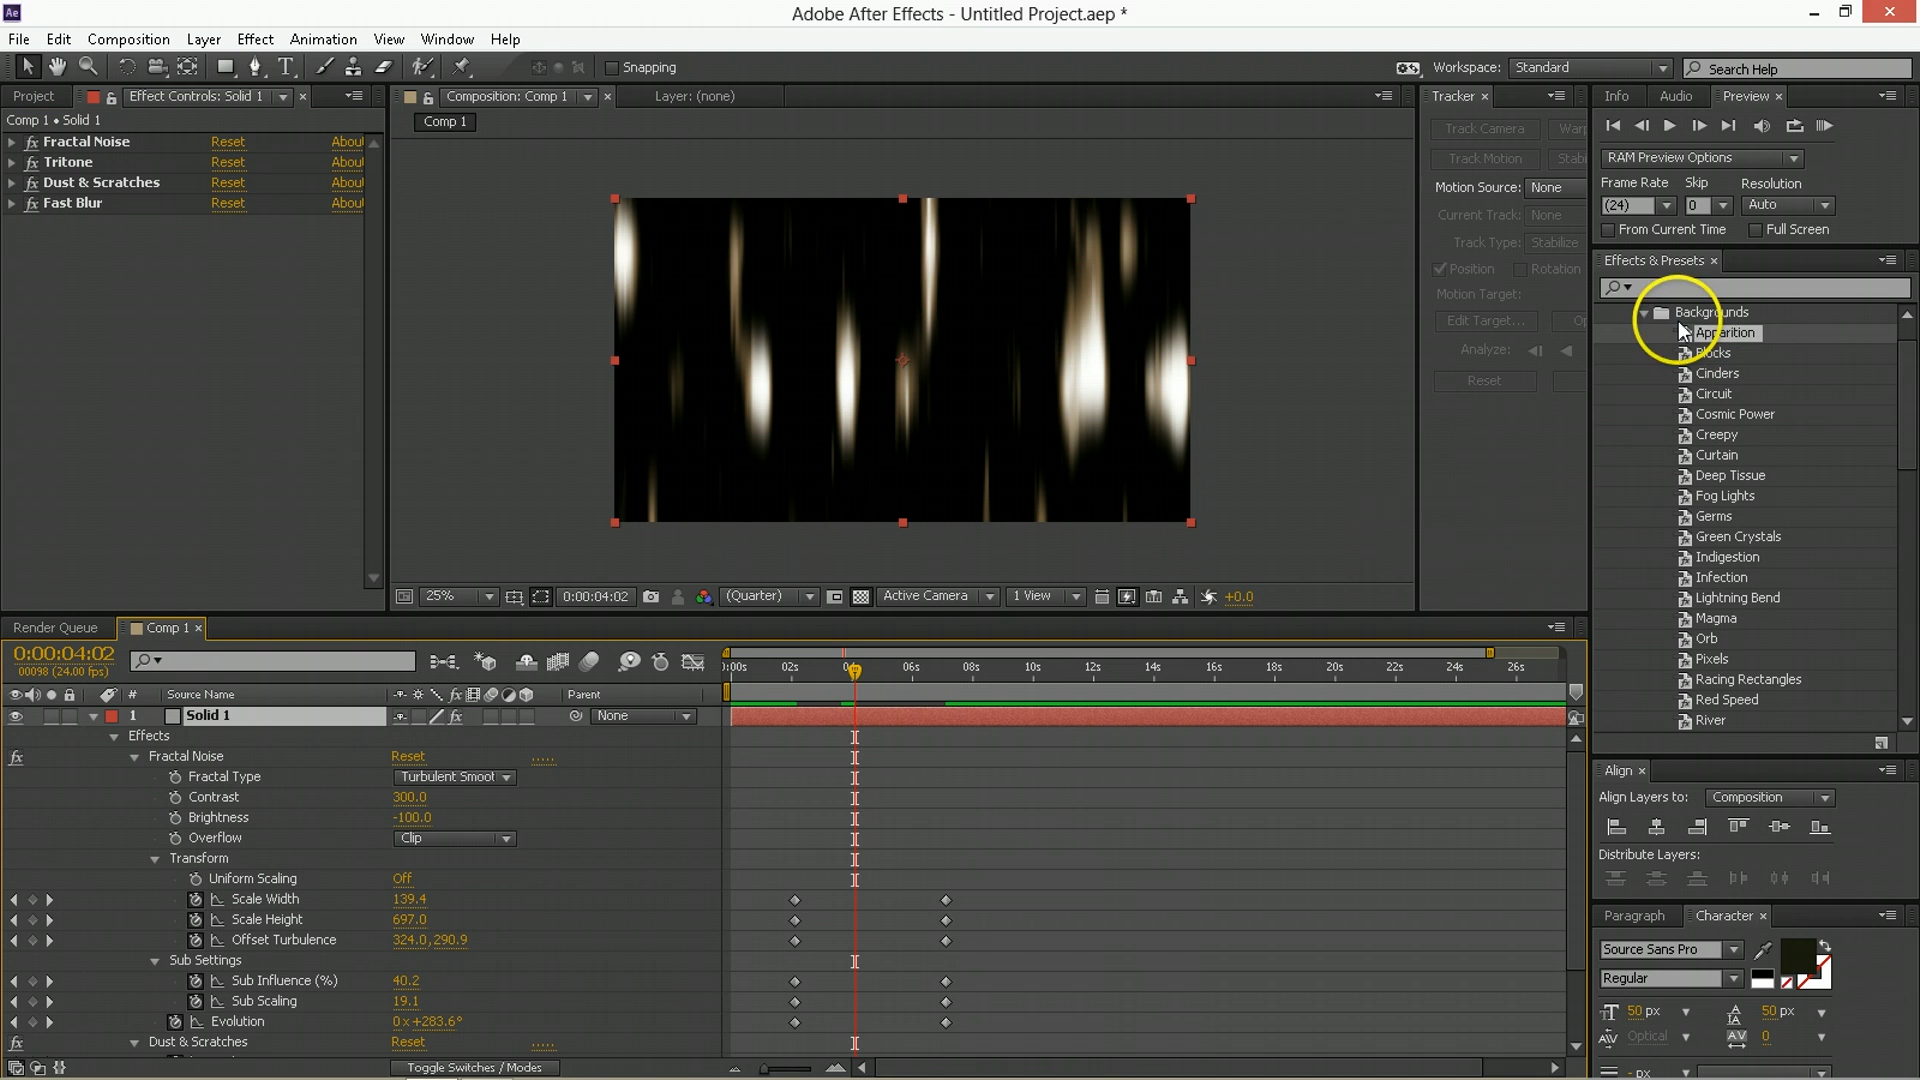 Ae
Adobe After Effects - Untitled Project.aep *
File Edit Composition Layer Effect Animation View Window Help
Snapping
Workspace: Standard
Search Help
Project
Effect Controls: Solid 1
Composition: Comp 1
Layer: (none)
Tracker
Info Audio Preview
Comp 1 • Solid 1
Comp 1
Fractal Noise Reset Abou
Tritone Reset Abou
Dust & Scratches Reset Abou
Fast Blur Reset Abou
Track Camera Warp
Track Motion Stabi
Motion Source: None
Current Track: None
Track Type: Stabilize
Position Rotation
Motion Target:
Edit Target...
Analyze:
Reset
RAM Preview Options
Frame Rate Skip Resolution
(24) 0 Auto
From Current Time Full Screen
Effects & Presets
Backgrounds
Apparition
Blocks
Cinders
Circuit
Cosmic Power
Creepy
Curtain
Deep Tissue
Fog Lights
Germs
Green Crystals
Indigestion
Infection
Lightning Bend
Magma
Orb
Pixels
Racing Rectangles
Red Speed
River
25% 0:00:04:02 (Quarter) Active Camera 1 View +0.0
Render Queue Comp 1
0:00:04:02
00098 (24.00 fps)
):00s 02s 04s 06s 08s 10s 12s 14s 16s 18s 20s 22s 24s 26s
# Source Name Parent
1 Solid 1 None
Effects
Fractal Noise Reset .....
Fractal Type Turbulent Smoot
Contrast 300.0
Brightness -100.0
Overflow Clip
Transform
Uniform Scaling Off
Scale Width 139.4
Scale Height 697.0
Offset Turbulence 324.0,290.9
Sub Settings
Sub Influence (%) 40.2
Sub Scaling 19.1
Evolution 0x+283.6°
Dust & Scratches Reset .....
Toggle Switches / Modes
Align
Align Layers to: Composition
Distribute Layers:
Paragraph Character
Source Sans Pro
Regular
50 px 50 px
Optical 0
- px